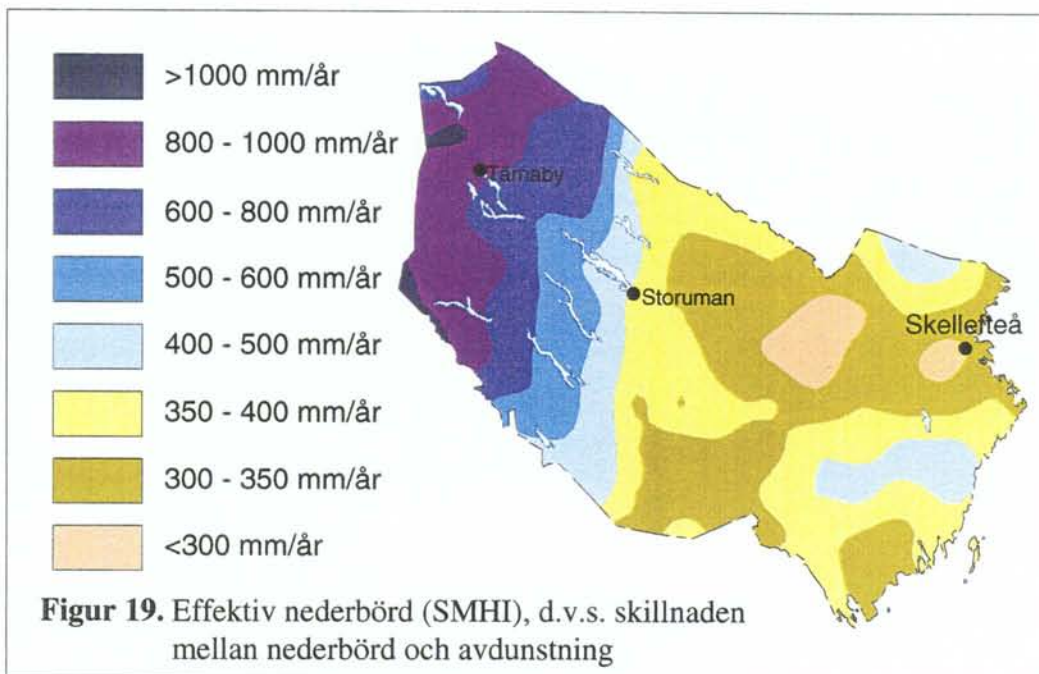 >1000 mm/år
800 - 1000 mm/år
600 - 800 mm/år
500 - 600 mm/år
400 - 500 mm/år
350 - 400 mm/år
300 - 350 mm/år
<300 mm/år
Tärnaby
Storuman
Skellefteå
Figur 19. Effektiv nederbörd (SMHI), d.v.s. skillnaden
mellan nederbörd och avdunstning